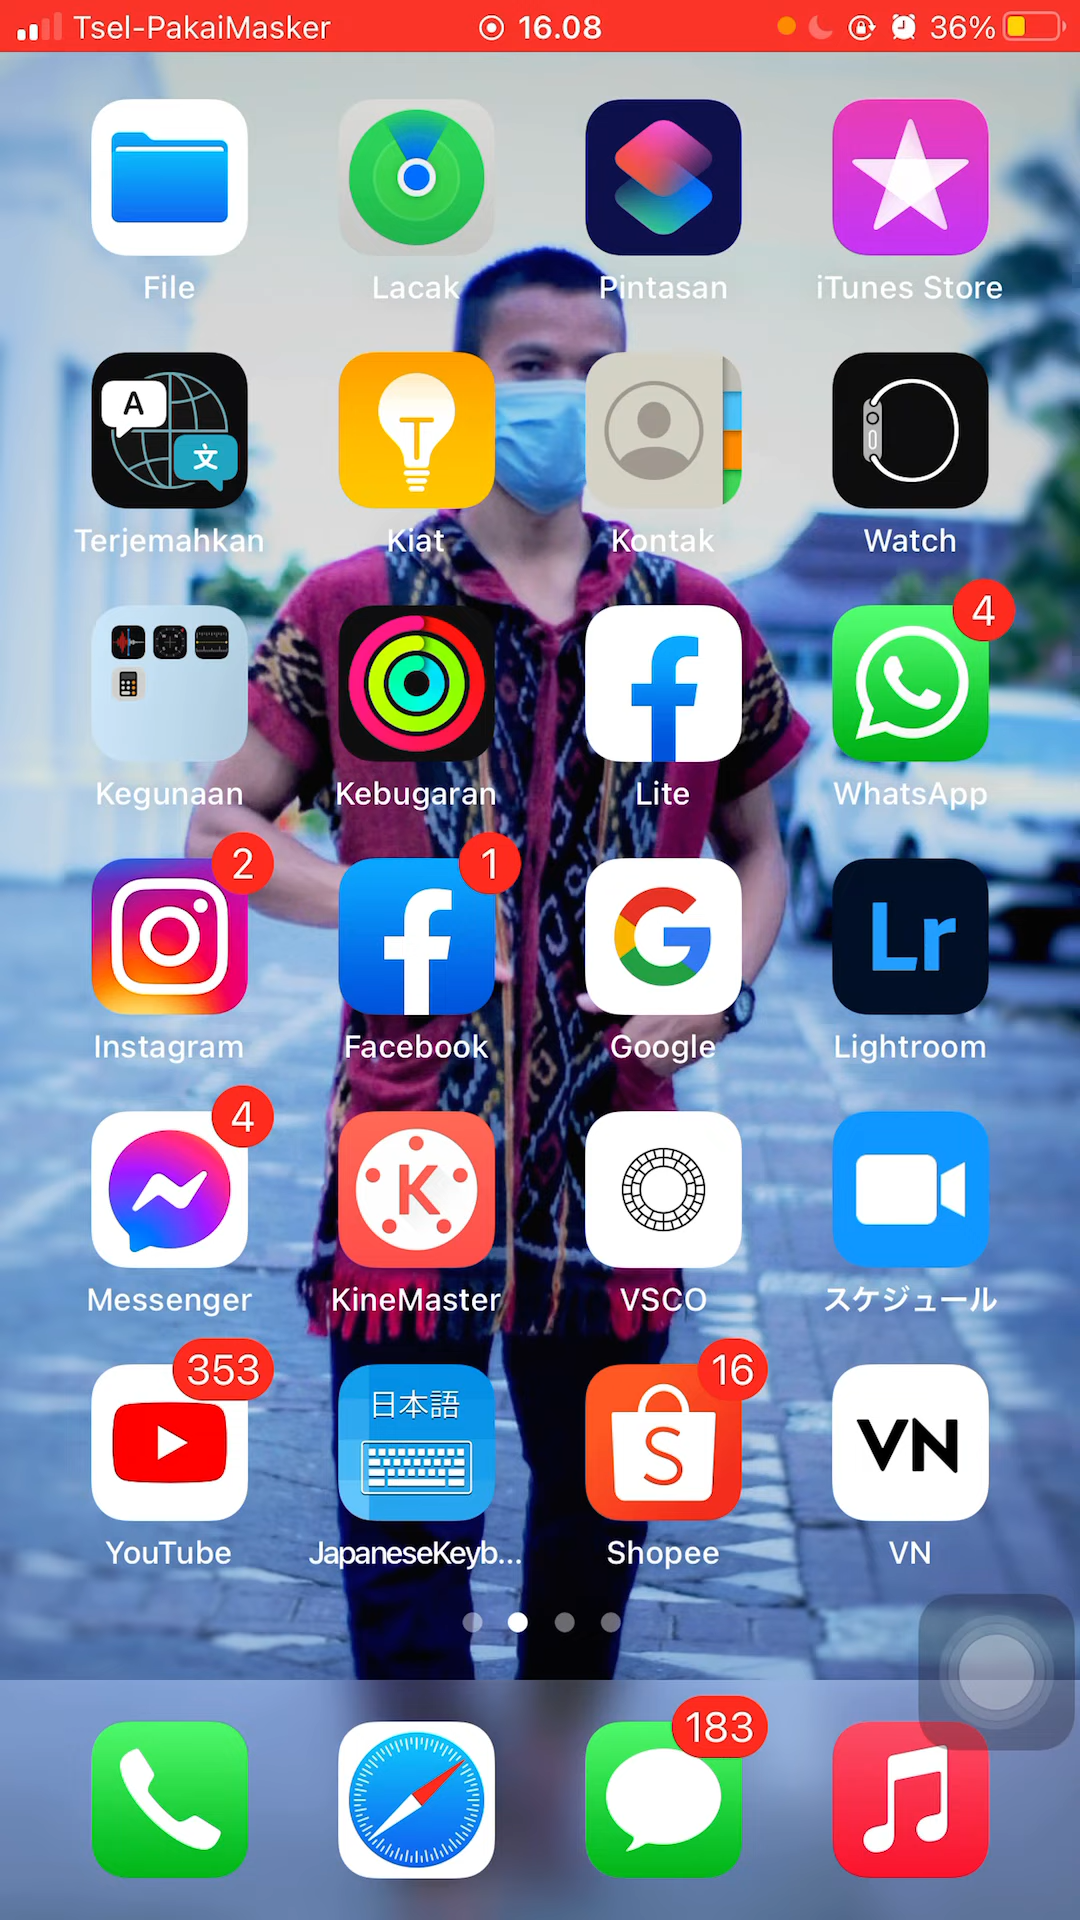 Tsel-PakaiMasker 16.08 36%
File Lacak Pintasan iTunes Store
A 文
Terjemahkan Kiat Kontak Watch
4
Kegunaan Kebugaran Lite WhatsApp
2 1
Lr
Instagram Facebook Google Lightroom
4
K
Messenger KineMaster VSCO スケジュール
353 16
日本語
VN
YouTube JapaneseKeyb... Shopee VN
183